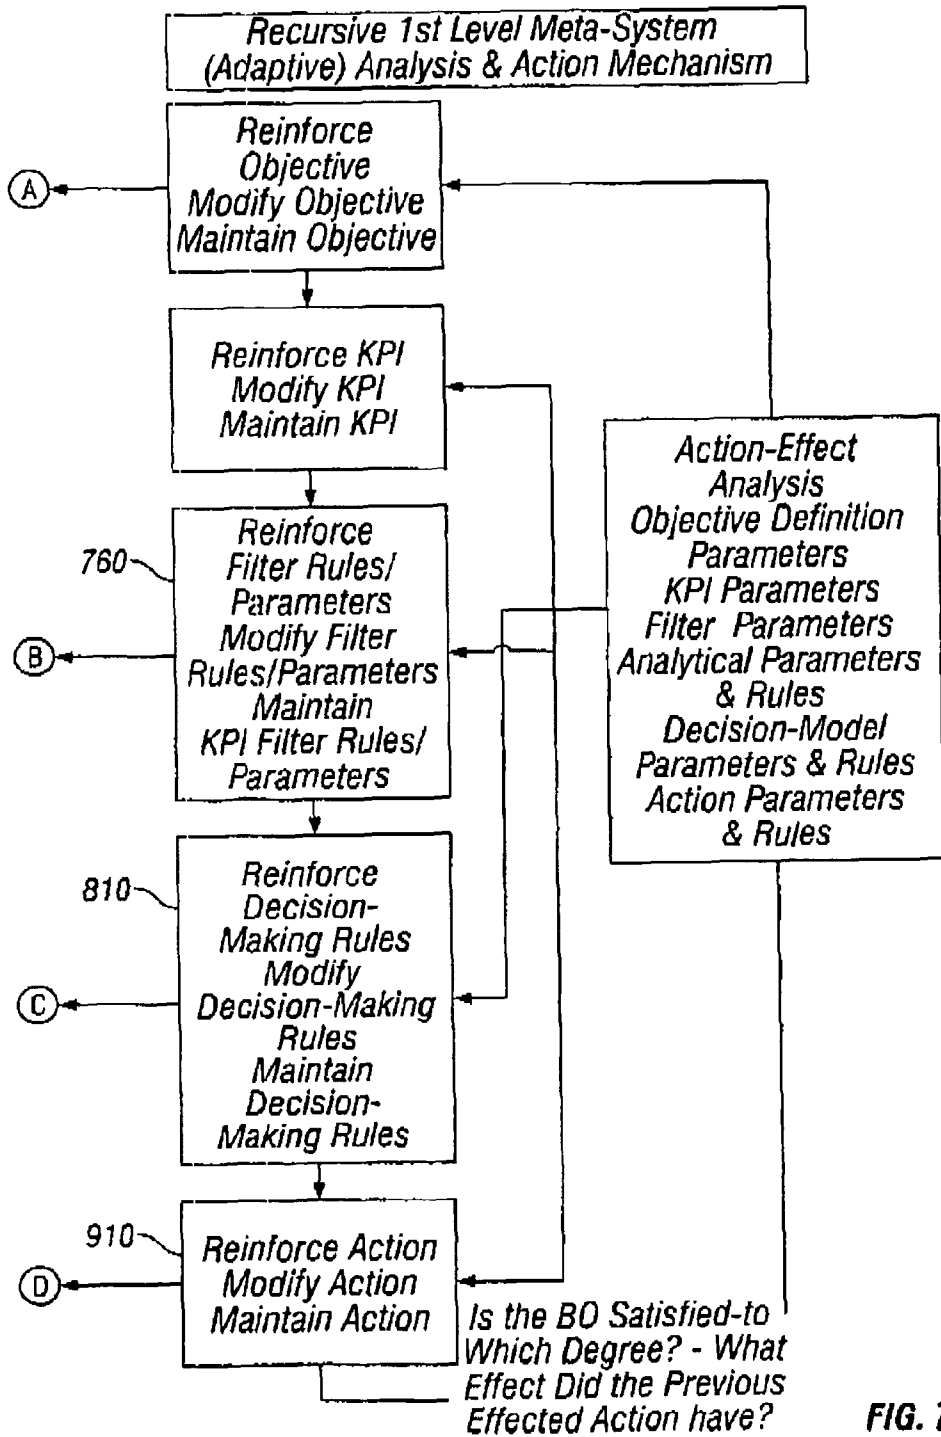 Recursive 1st Level Meta-System
(Adaptive) Analysis & Action Mechanism
Reinforce
Objective
Modify Objective
Maintain Objective
A
Reinforce KPI
Modify KPI
Maintain KPI
760
Reinforce
Filter Rules/
Parameters
Modify Filter
Rules/Parameters
Maintain
KPI Filter Rules/
Parameters
B
810
Reinforce
Decision-
Making Rules
Modify
Decision-Making
Rules
Maintain
Decision-
Making Rules
C
910
Reinforce Action
Modify Action
Maintain Action
D
Action-Effect
Analysis
Objective Definition
Parameters
KPI Parameters
Filter Parameters
Analytical Parameters
& Rules
Decision-Model
Parameters & Rules
Action Parameters
& Rules
Is the BO Satisfied-to
Which Degree? - What
Effect Did the Previous
Effected Action have?
FIG.